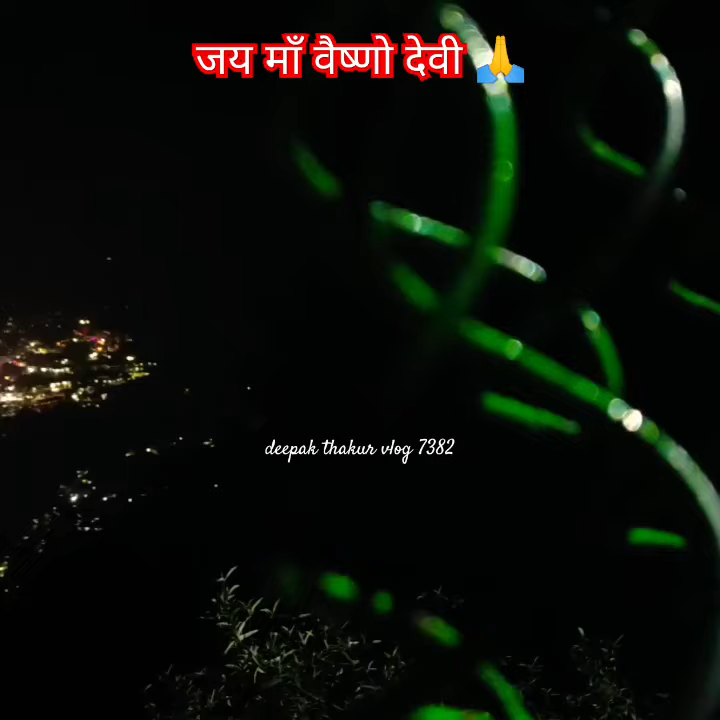 जय माँ वैष्णो देवी 🙏
deepak thakur vlog 7382